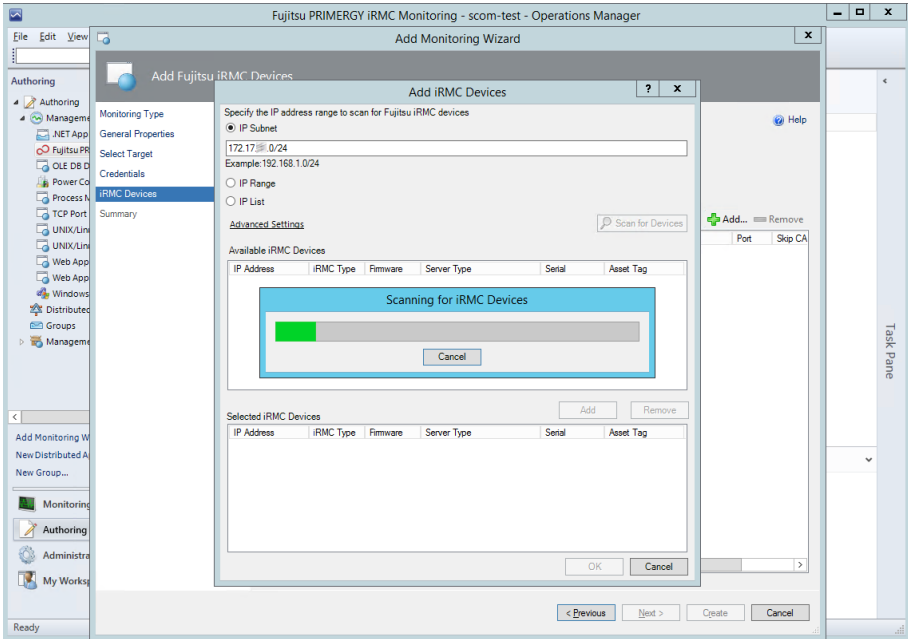 Fujitsu PRIMERGY iRMC Monitoring - scom-test - Operations Manager
File Edit View
Add Monitoring Wizard
x
Authoring
Authoring
Manageme
.NET App
Fujitsu PR
OLE DB D
Power Co
Process M
TCP Port
UNIX/Lin
UNIX/Lin
Web App
Web App
Windows
Distributed
Groups
Manageme
Add Monitoring W
New Distributed A
New Group...
Monitoring
Authoring
Administra
My Worksp
Ready
Add Fujitsu iRMC Devices
Monitoring Type
General Properties
Select Target
Credentials
iRMC Devices
Summary
Help
Add... Remove
Port Skip CA
Task Pane
Add iRMC Devices
? x
Specify the IP address range to scan for Fujitsu iRMC devices
IP Subnet
172.17. .0/24
Example:192.168.1.0/24
IP Range
IP List
Advanced Settings
Scan for Devices
Available iRMC Devices
IP Address iRMC Type Firmware Server Type Serial Asset Tag
Scanning for iRMC Devices
Cancel
Add Remove
Selected iRMC Devices
IP Address iRMC Type Firmware Server Type Serial Asset Tag
OK Cancel
< Previous Next > Create Cancel